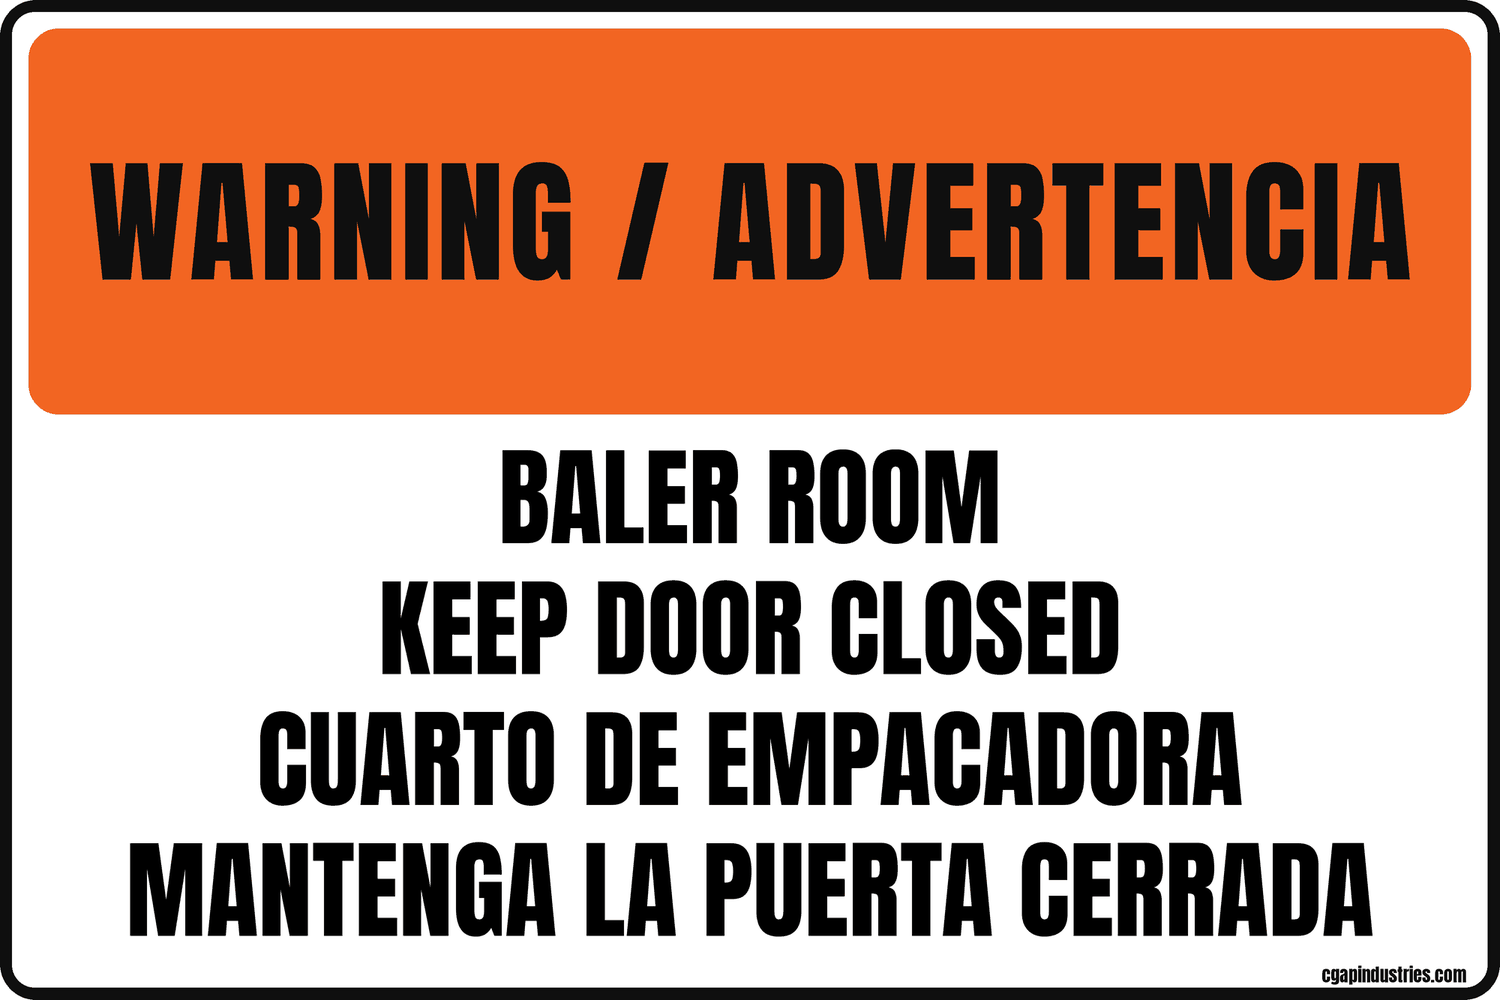 WARNING / ADVERTENCIA
BALER ROOM
KEEP DOOR CLOSED
CUARTO DE EMPACADORA
MANTENGA LA PUERTA CERRADA
cgapindustries.com